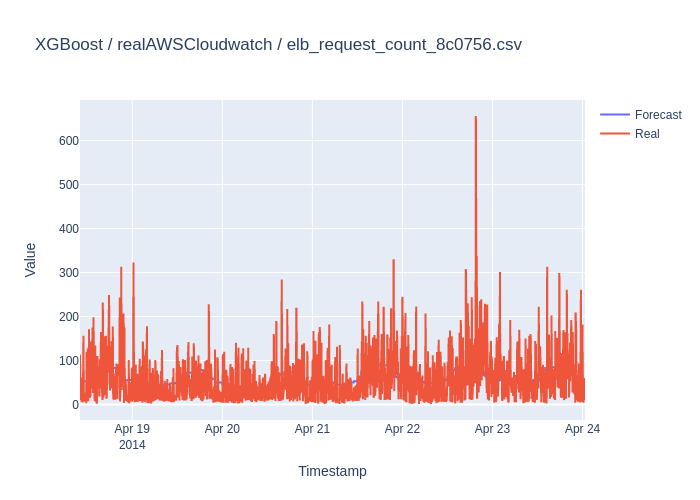 XGBoost / realAWSCloudwatch / elb_request_count_8c0756.csv
Forecast
Real
Value
600
500
400
300
200
100
0
Apr 19
2014
Apr 20
Apr 21
Apr 22
Apr 23
Apr 24
Timestamp